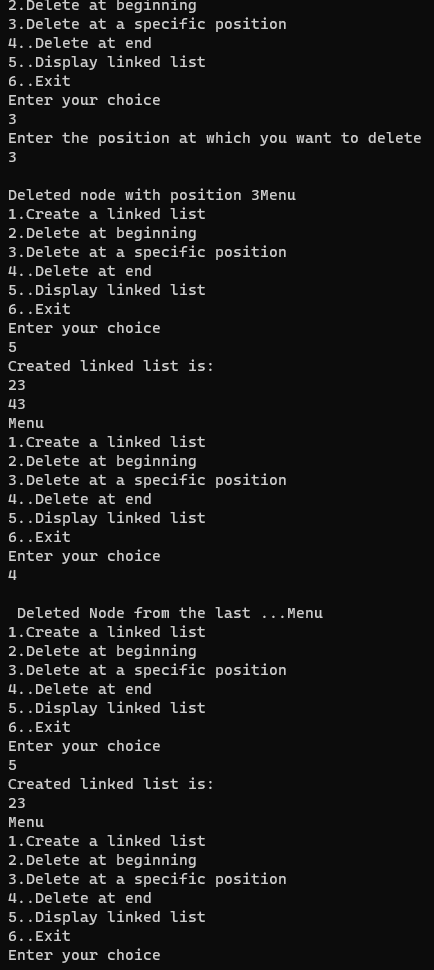 2.Delete at beginning
3.Delete at a specific position
4..Delete at end
5..Display linked list
6..Exit
Enter your choice
3
Enter the position at which you want to delete
3
Deleted node with position 3Menu
1.Create a linked list
2.Delete at beginning
3.Delete at a specific position
4..Delete at end
5..Display linked list
6..Exit
Enter your choice
5
Created linked list is:
23
43
Menu
1.Create a linked list
2.Delete at beginning
3.Delete at a specific position
4..Delete at end
5..Display linked list
6..Exit
Enter your choice
4
 Deleted Node from the last ...Menu
1.Create a linked list
2.Delete at beginning
3.Delete at a specific position
4..Delete at end
5..Display linked list
6..Exit
Enter your choice
5
Created linked list is:
23
Menu
1.Create a linked list
2.Delete at beginning
3.Delete at a specific position
4..Delete at end
5..Display linked list
6..Exit
Enter your choice